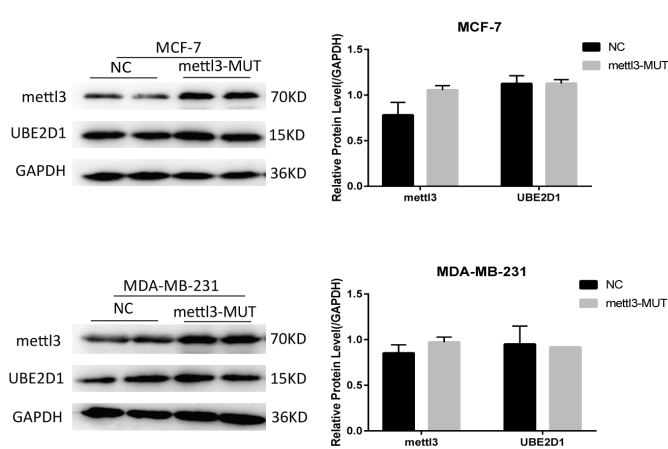 MCF-7
NC mettl3-MUT
mettl3 70KD
UBE2D1 15KD
GAPDH 36KD
MCF-7
Relative Protein Level(/GAPDH)
1.5
1.0
0.5
0.0
mettl3 UBE2D1
NC
mettl3-MUT
MDA-MB-231
NC mettl3-MUT
mettl3 70KD
UBE2D1 15KD
GAPDH 36KD
MDA-MB-231
Relative Protein Level(/GAPDH)
1.5
1.0
0.5
0.0
mettl3 UBE2D1
NC
mettl3-MUT